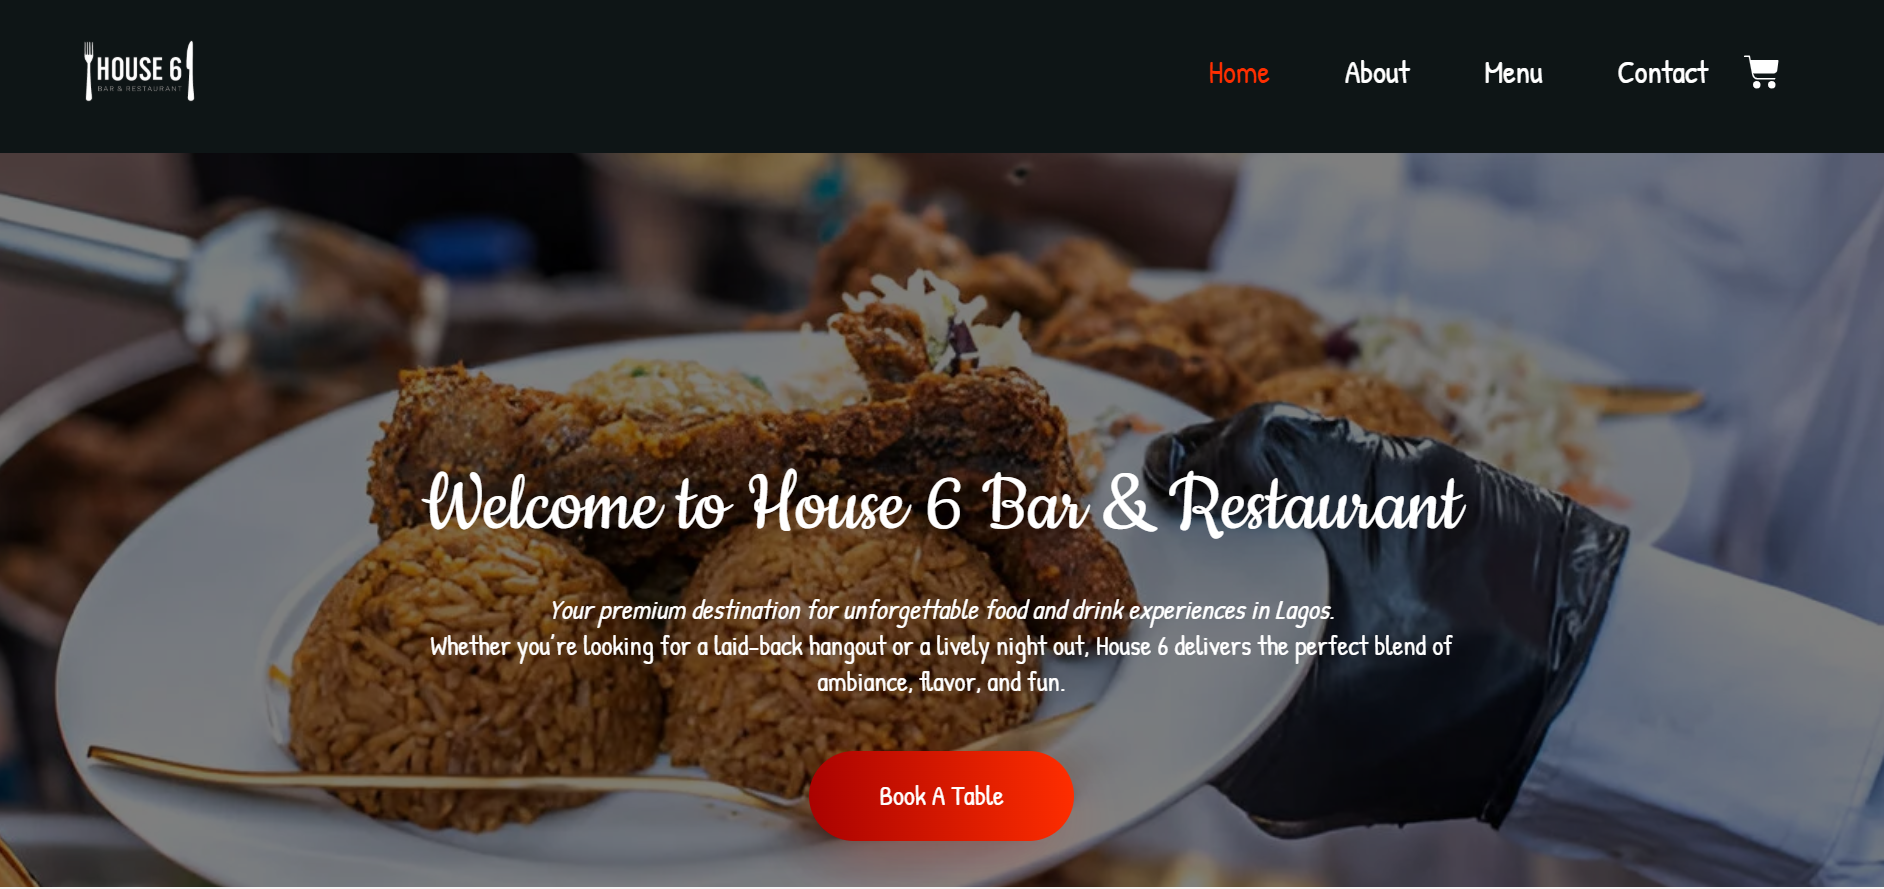 HOUSE 6
BAR & RESTAURANT
Home About Menu Contact
Welcome to House 6 Bar & Restaurant
Your premium destination for unforgettable food and drink experiences in Lagos.
Whether you're looking for a laid-back hangout or a lively night out, House 6 delivers the perfect blend of
ambiance, flavor, and fun.
Book A Table